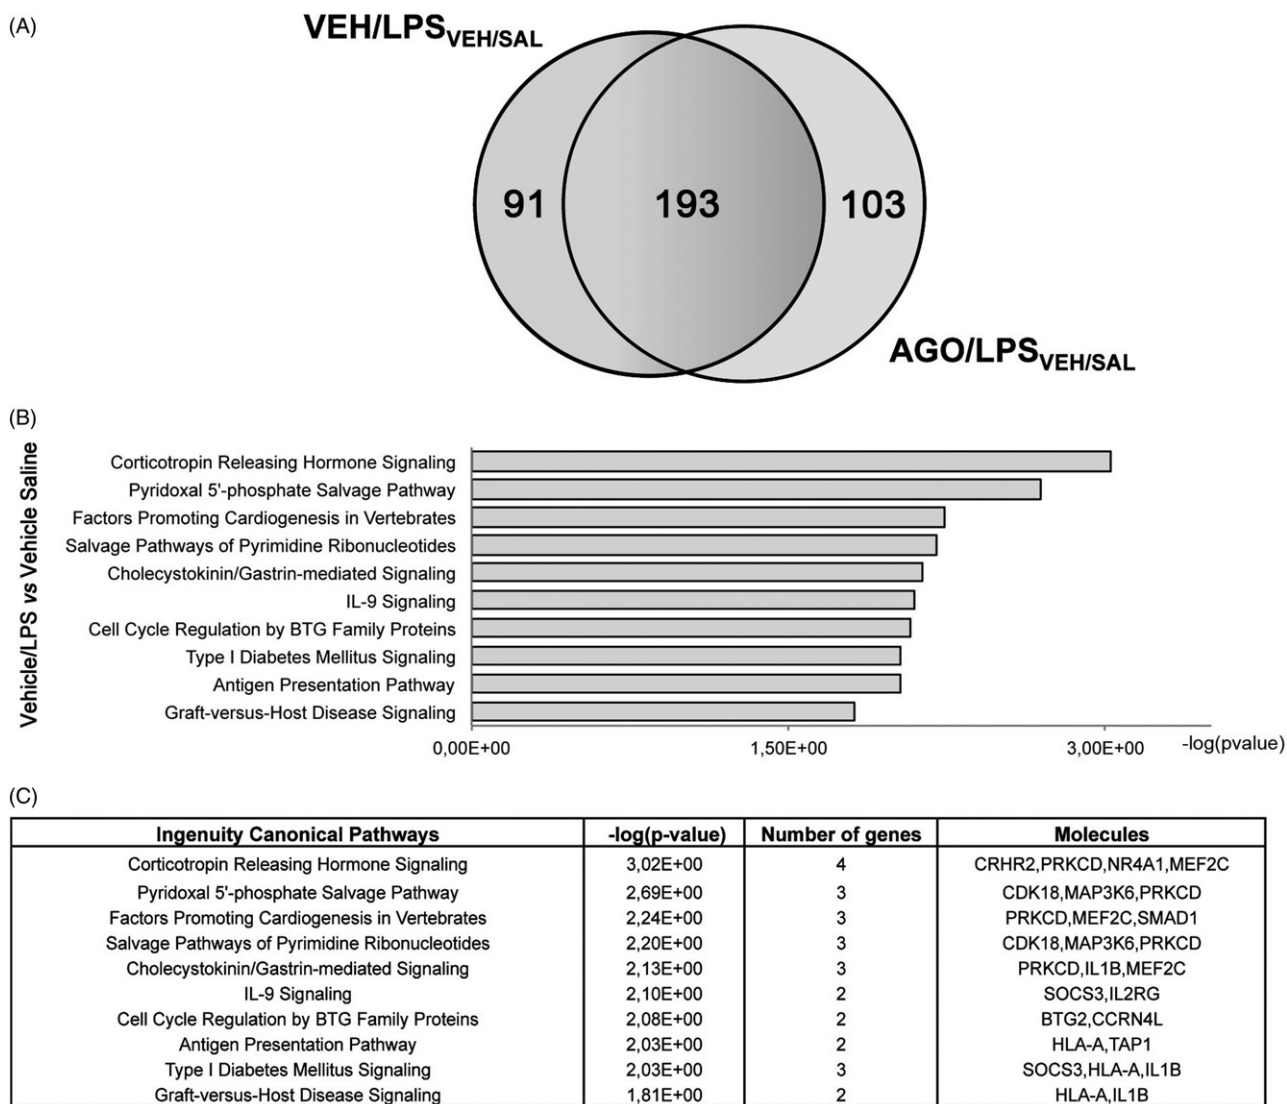 (A)
VEH/LPSVEH/SAL
91 193 103
AGO/LPSVEH/SAL
(B)
Vehicle/LPS vs Vehicle Saline
Corticotropin Releasing Hormone Signaling
Pyridoxal 5'-phosphate Salvage Pathway
Factors Promoting Cardiogenesis in Vertebrates
Salvage Pathways of Pyrimidine Ribonucleotides
Cholecystokinin/Gastrin-mediated Signaling
IL-9 Signaling
Cell Cycle Regulation by BTG Family Proteins
Type I Diabetes Mellitus Signaling
Antigen Presentation Pathway
Graft-versus-Host Disease Signaling
0,00E+00 1,50E+00 3,00E+00 -log(pvalue)
(C)
Ingenuity Canonical Pathways -log(p-value) Number of genes Molecules
Corticotropin Releasing Hormone Signaling 3,02E+00 4 CRHR2,PRKCD,NR4A1,MEF2C
Pyridoxal 5'-phosphate Salvage Pathway 2,69E+00 3 CDK18,MAP3K6,PRKCD
Factors Promoting Cardiogenesis in Vertebrates 2,24E+00 3 PRKCD,MEF2C,SMAD1
Salvage Pathways of Pyrimidine Ribonucleotides 2,20E+00 3 CDK18,MAP3K6,PRKCD
Cholecystokinin/Gastrin-mediated Signaling 2,13E+00 3 PRKCD,IL1B,MEF2C
IL-9 Signaling 2,10E+00 2 SOCS3,IL2RG
Cell Cycle Regulation by BTG Family Proteins 2,08E+00 2 BTG2,CCRN4L
Antigen Presentation Pathway 2,03E+00 2 HLA-A,TAP1
Type I Diabetes Mellitus Signaling 2,03E+00 3 SOCS3,HLA-A,IL1B
Graft-versus-Host Disease Signaling 1,81E+00 2 HLA-A,IL1B